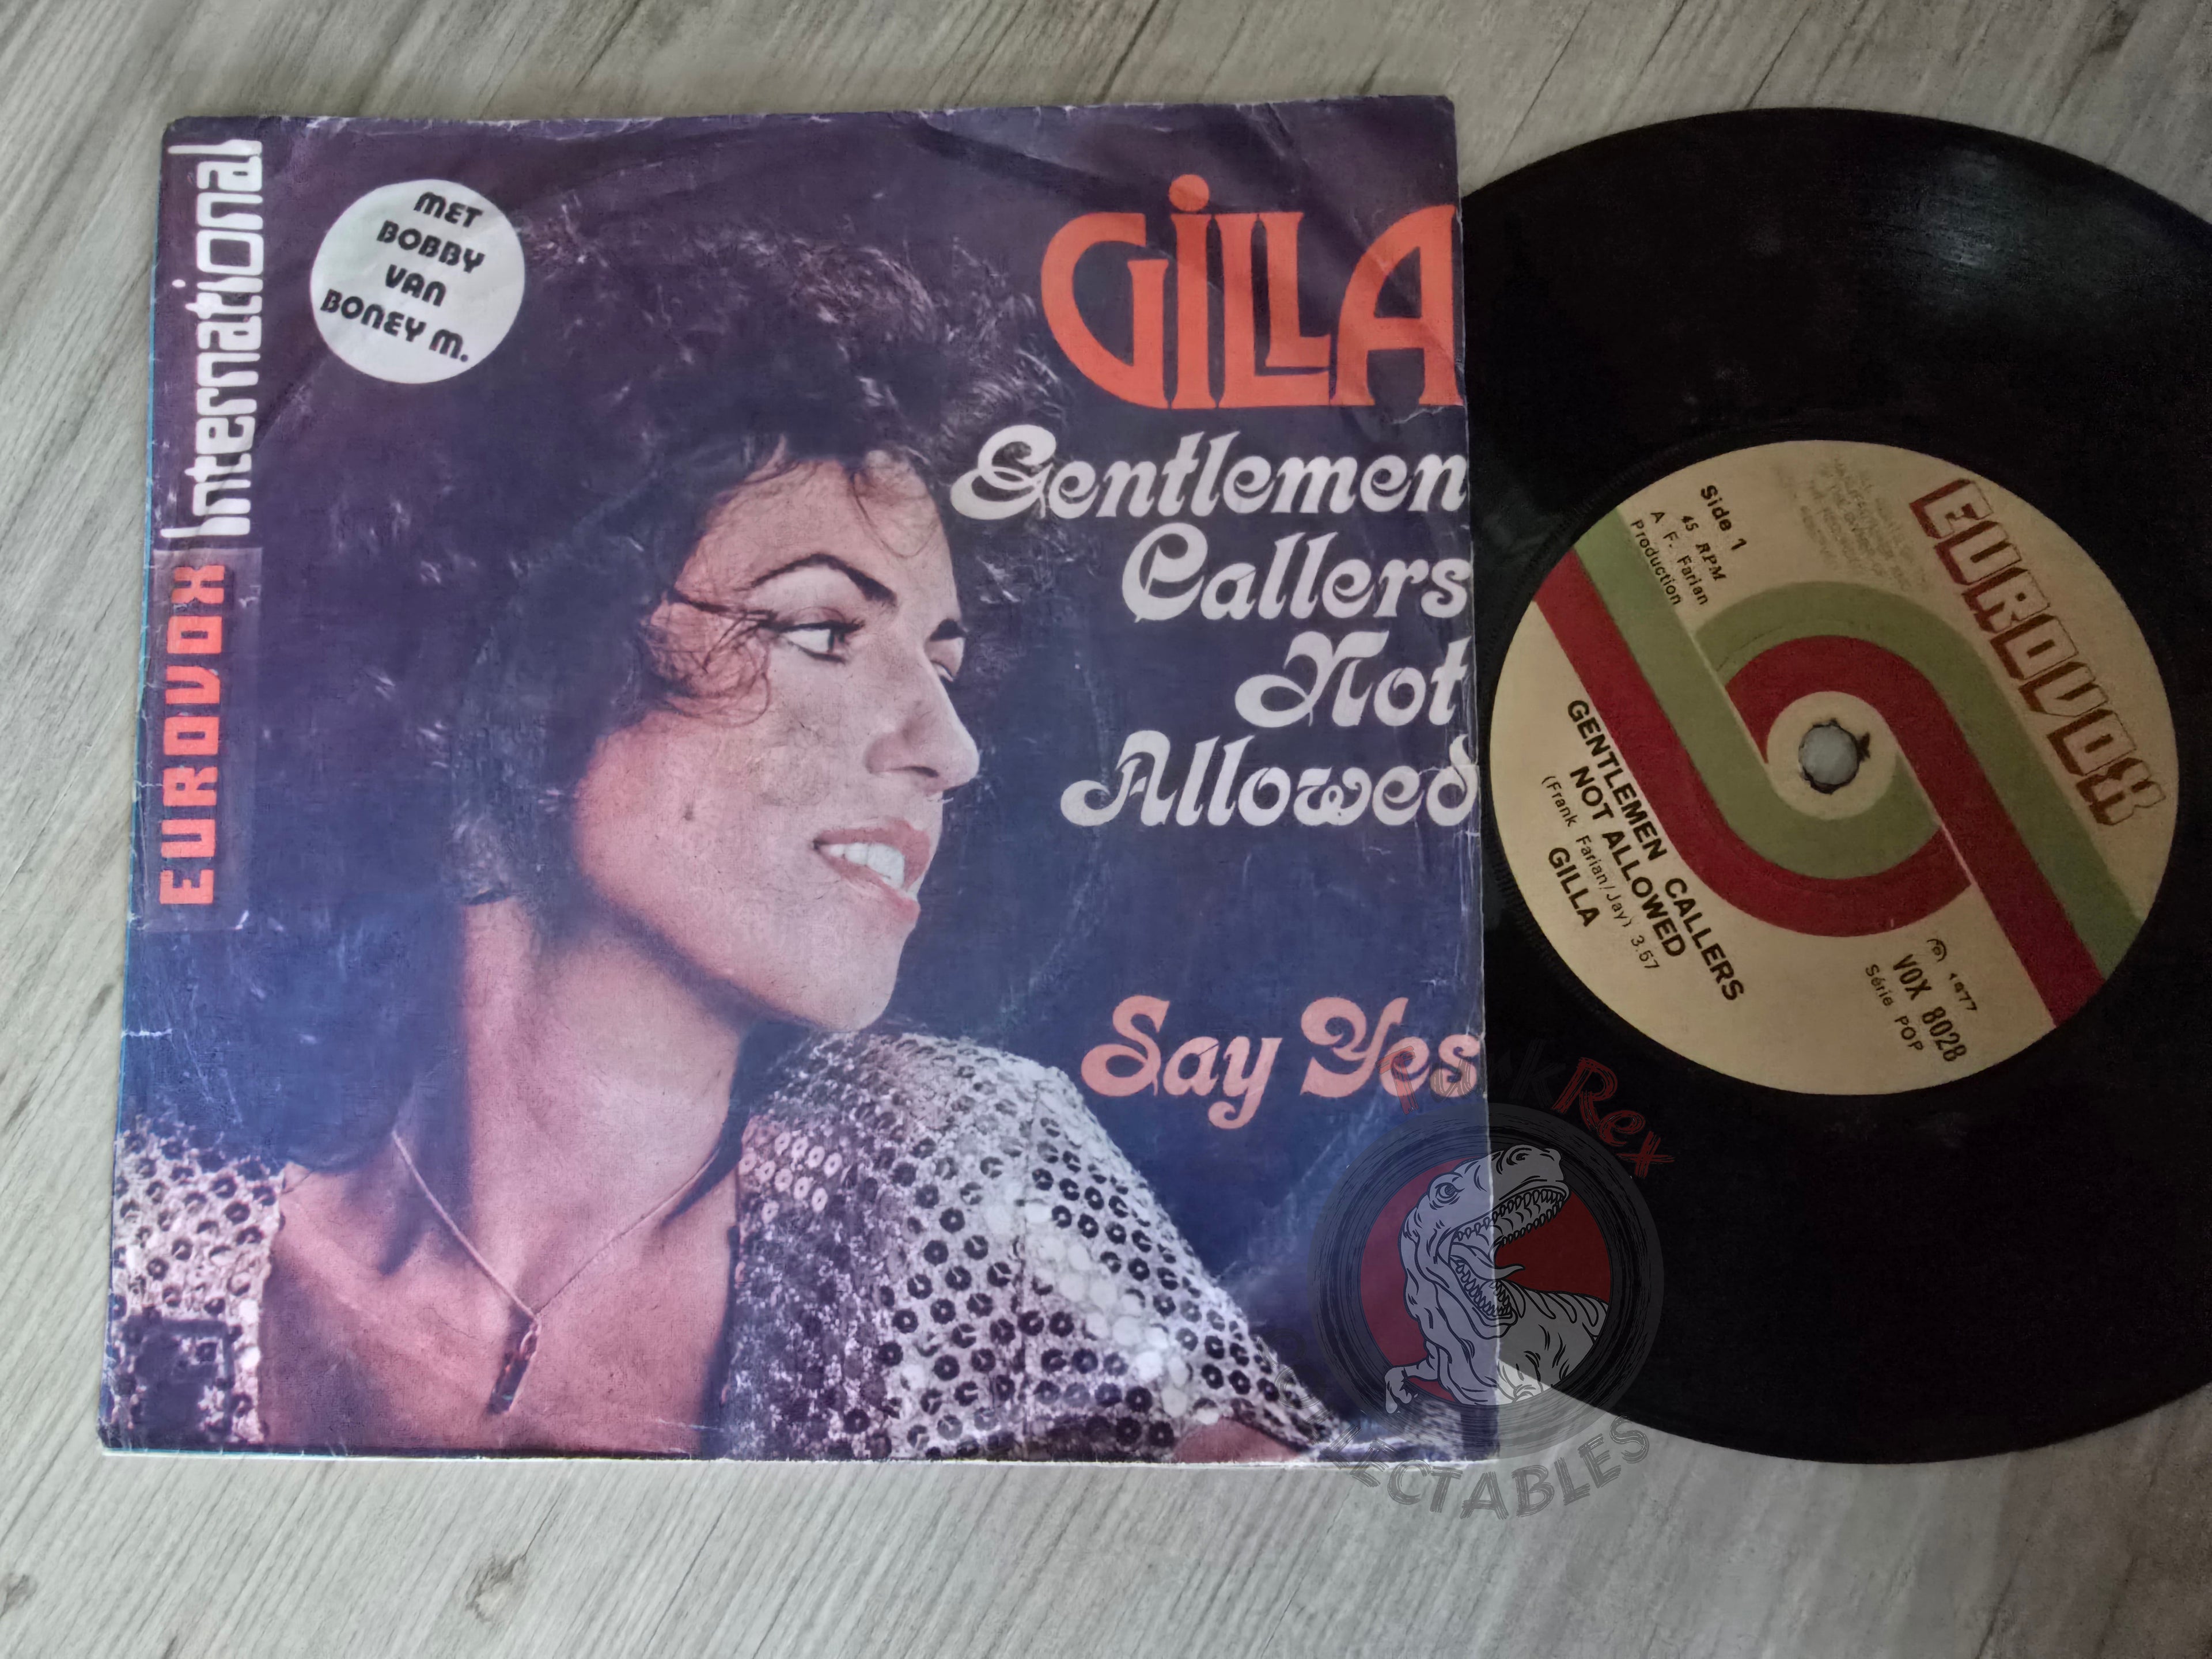 EUROVOX International
MET
BOBBY
VAN
BONEY M.
GILLA
Gentlemen
Callers
Not
Allowed
Say Yes
EUROVOX
Side 1
45 RPM
A F. Farian
Production
GENTLEMEN CALLERS
NOT ALLOWED
(Frank Farian/Jay) 3.57
GILLA
℗ 1977
VOX 8028
Série POP
Rex